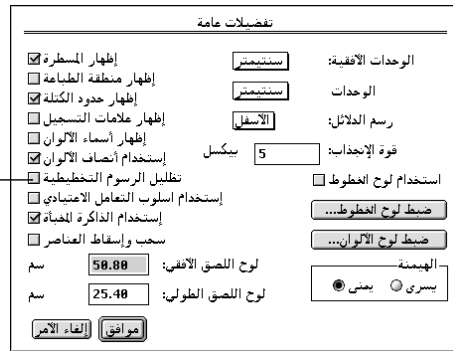 تفضيلات عامة
الوحدات الأفقية: سنتيمتر
الوحدات سنتيمتر
رسم الدلائل: الأسفل
قوة الإنجذاب: 5 بيكسل
استخدام لوح الخطوط
ضبط لوح الخطوط...
ضبط لوح الألوان...
الهيمنة
يمنى يسرى
إظهار المسطرة
إظهار منطقة الطباعة
إظهار حدود الكتلة
إظهار علامات التسجيل
إظهار أسماء الألوان
إستخدام أنصاف الألوان
تظليل الرسوم التخطيطية
إستخدام اسلوب التعامل الاعتيادي
إستخدام الذاكرة المخبأة
سحب وإسقاط العناصر
لوح اللصق الأفقي: 50.80 سم
لوح اللصق الطولي: 25.40 سم
موافق
إلغاء الأمر